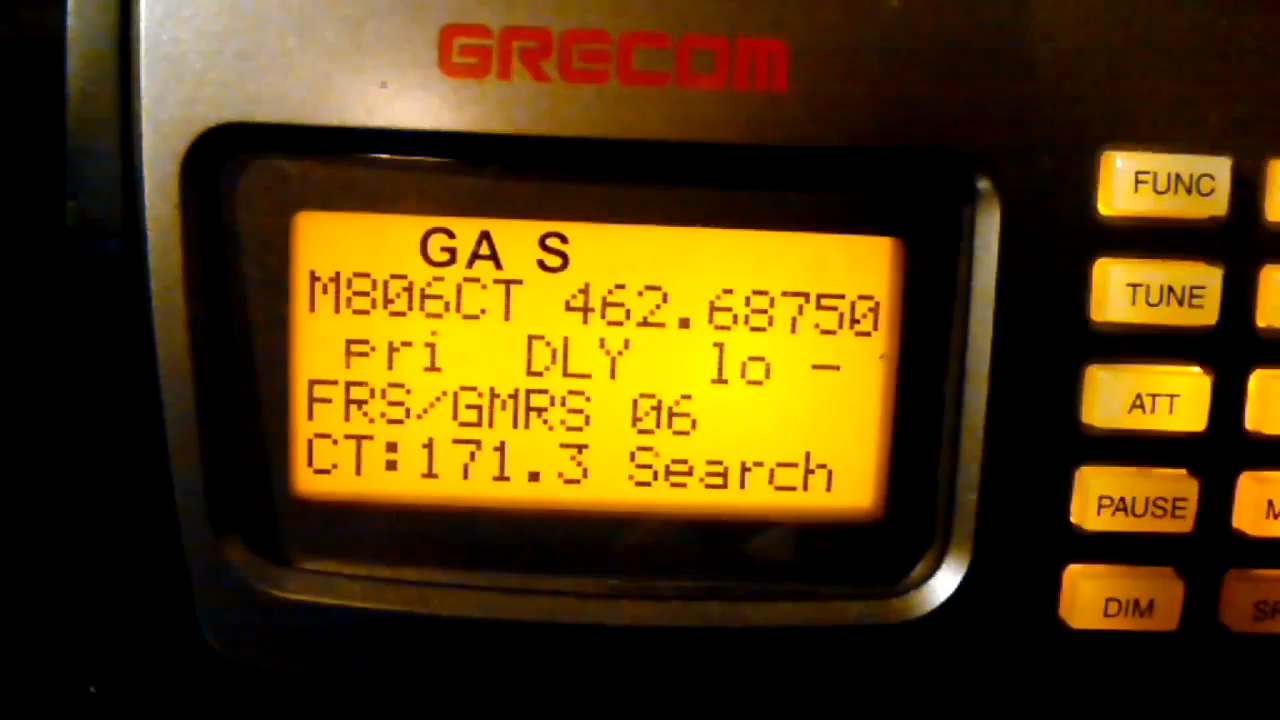 GRECOM
GA S
M806CT 462.68750
pri DLY lo -
FRS/GMRS 06
CT:171.3 Search
FUNC
TUNE
ATT
PAUSE
DIM